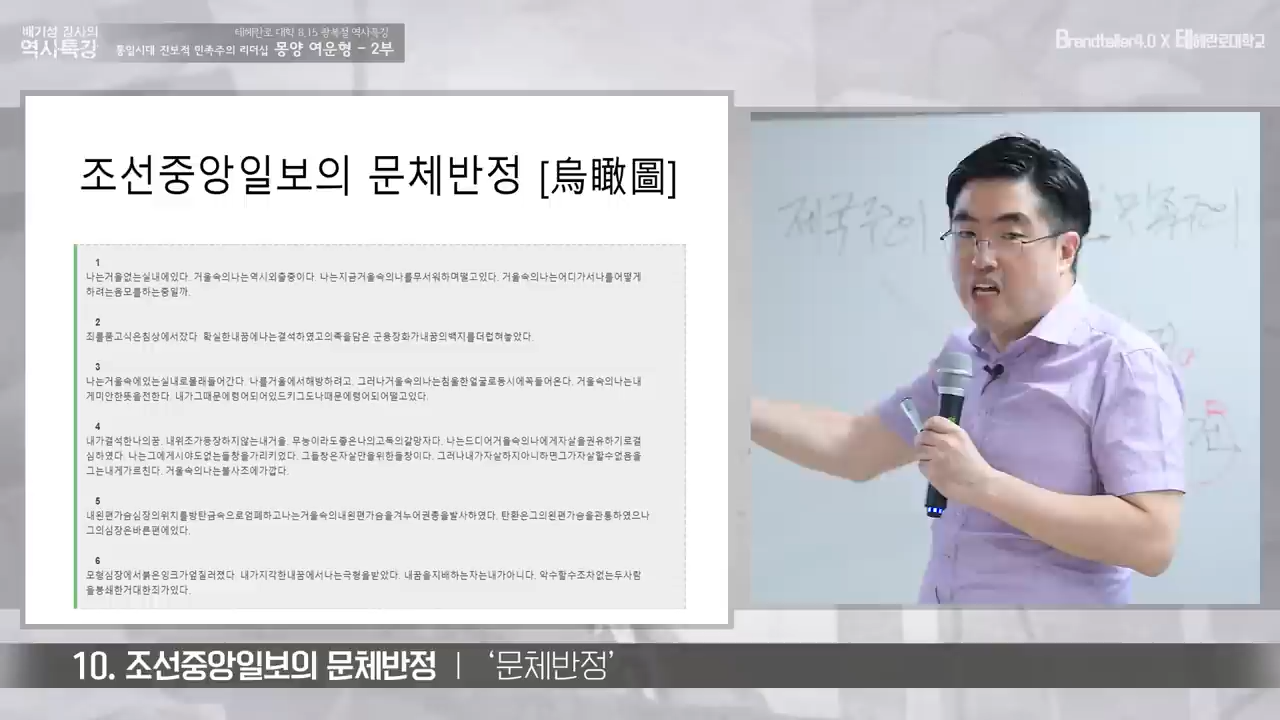 배기성 강사의
역사특강
테헤란로 대학 8.15 광복절 역사특강
통일시대 진보적 민족주의 리더십 몽양 여운형 - 2부
Brandteller4.0 X 테헤란로대학교
조선중앙일보의 문체반정 [烏瞰圖]
1
나는거울없는실내에있다. 거울속의나는역시외출중이다. 나는지금거울속의나를무서워하며떨고있다. 거울속의나는어디가서나를어떻게
하려는음모를하는중일까.
2
죄를품고식은침상에서잤다. 확실한내꿈에나는결석하였고의족을담은 군용장화가내꿈의백지를더럽혀놓았다.
3
나는거울속에있는실내로몰래들어간다. 나를거울에서해방하려고. 그러나거울속의나는침울한얼굴로동시에꼭들어온다. 거울속의나는내
게미안한뜻을전한다. 내가그때문에영어되어있드키그도나때문에영어되어떨고있다.
4
내가결석한나의꿈. 내위조가등장하지않는내거울. 무능이라도좋은나의고독의갈망자다. 나는드디어거울속의나에게자살을권유하기로결
심하였다. 나는그에게시야도없는들창을가리키었다. 그들창은자살만을위한들창이다. 그러나내가자살하지아니하면그가자살할수없음을
그는내게가르친다. 거울속의나는불사조에가깝다.
5
내왼편가슴심장의위치를방탄금속으로엄폐하고나는거울속의내왼편가슴을겨누어권총을발사하였다. 탄환은그의왼편가슴을관통하였으나
그의심장은바른편에있다.
6
모형심장에서붉은잉크가엎질러졌다. 내가지각한내꿈에서나는극형을받았다. 내꿈을지배하는자는내가아니다. 악수할수조차없는두사람
을봉쇄한거대한죄가있다.
제국주의 민족주의
전
10. 조선중앙일보의 문체반정 | ‘문체반정’